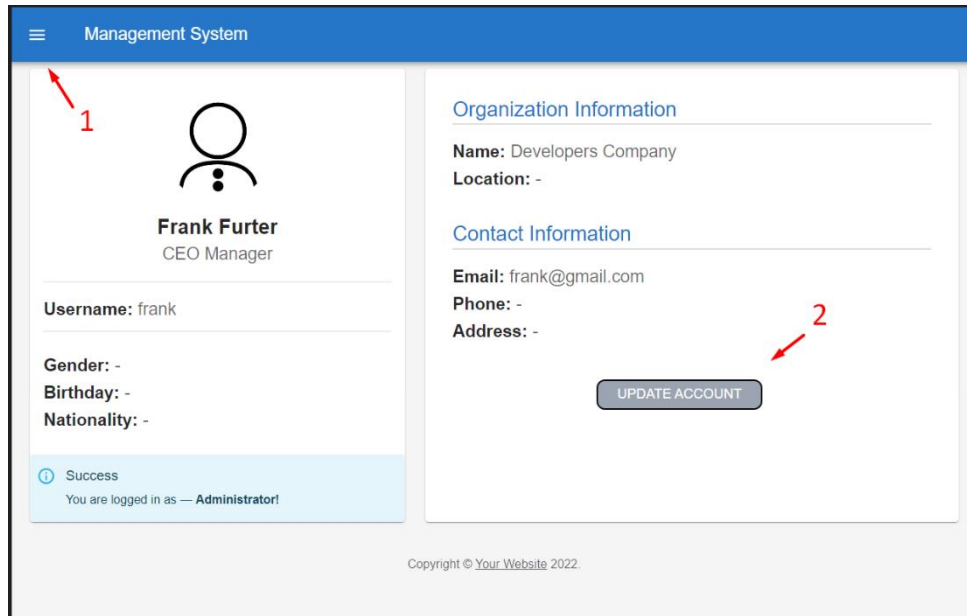 Management System
1
Frank Furter
CEO Manager
Username: frank
Gender: -
Birthday: -
Nationality: -
Success
You are logged in as — Administrator!
Organization Information
Name: Developers Company
Location: -
Contact Information
Email: frank@gmail.com
Phone: -
Address: -
2
UPDATE ACCOUNT
Copyright © Your Website 2022.